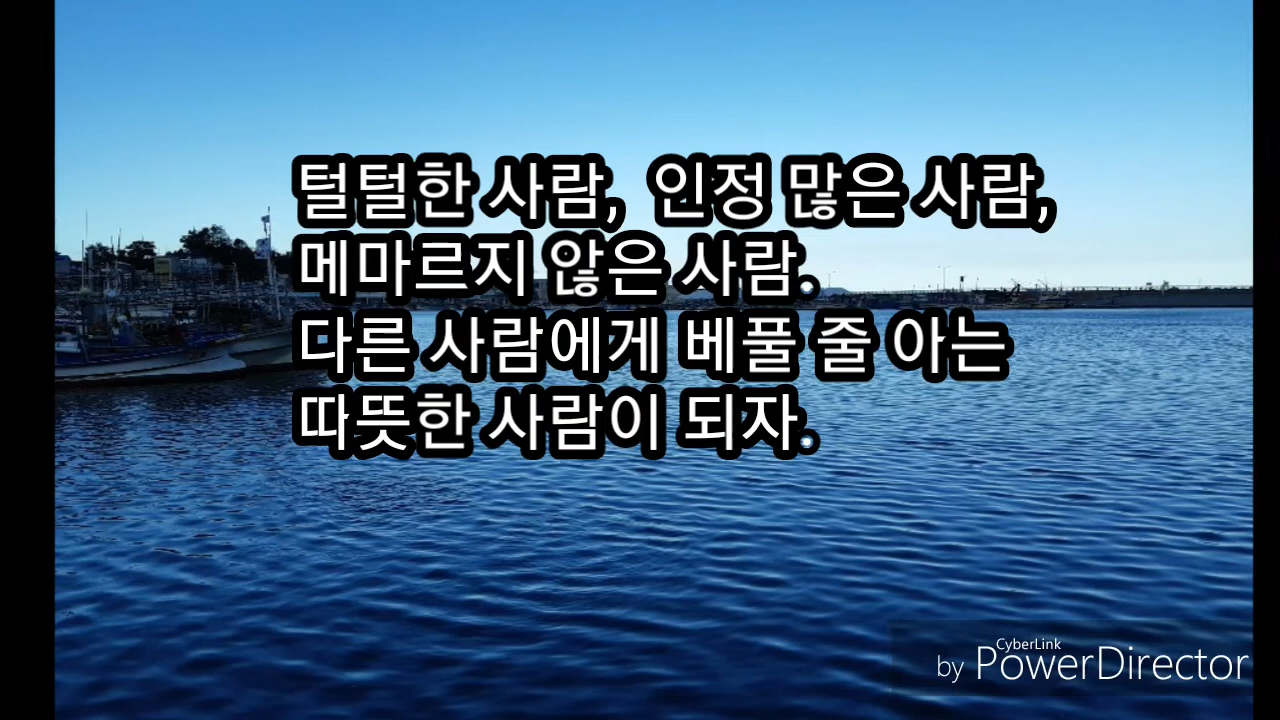 털털한 사람,  인정 많은 사람,
메마르지 않은 사람.
다른 사람에게 베풀 줄 아는
따뜻한 사람이 되자.
CyberLink
by PowerDirector